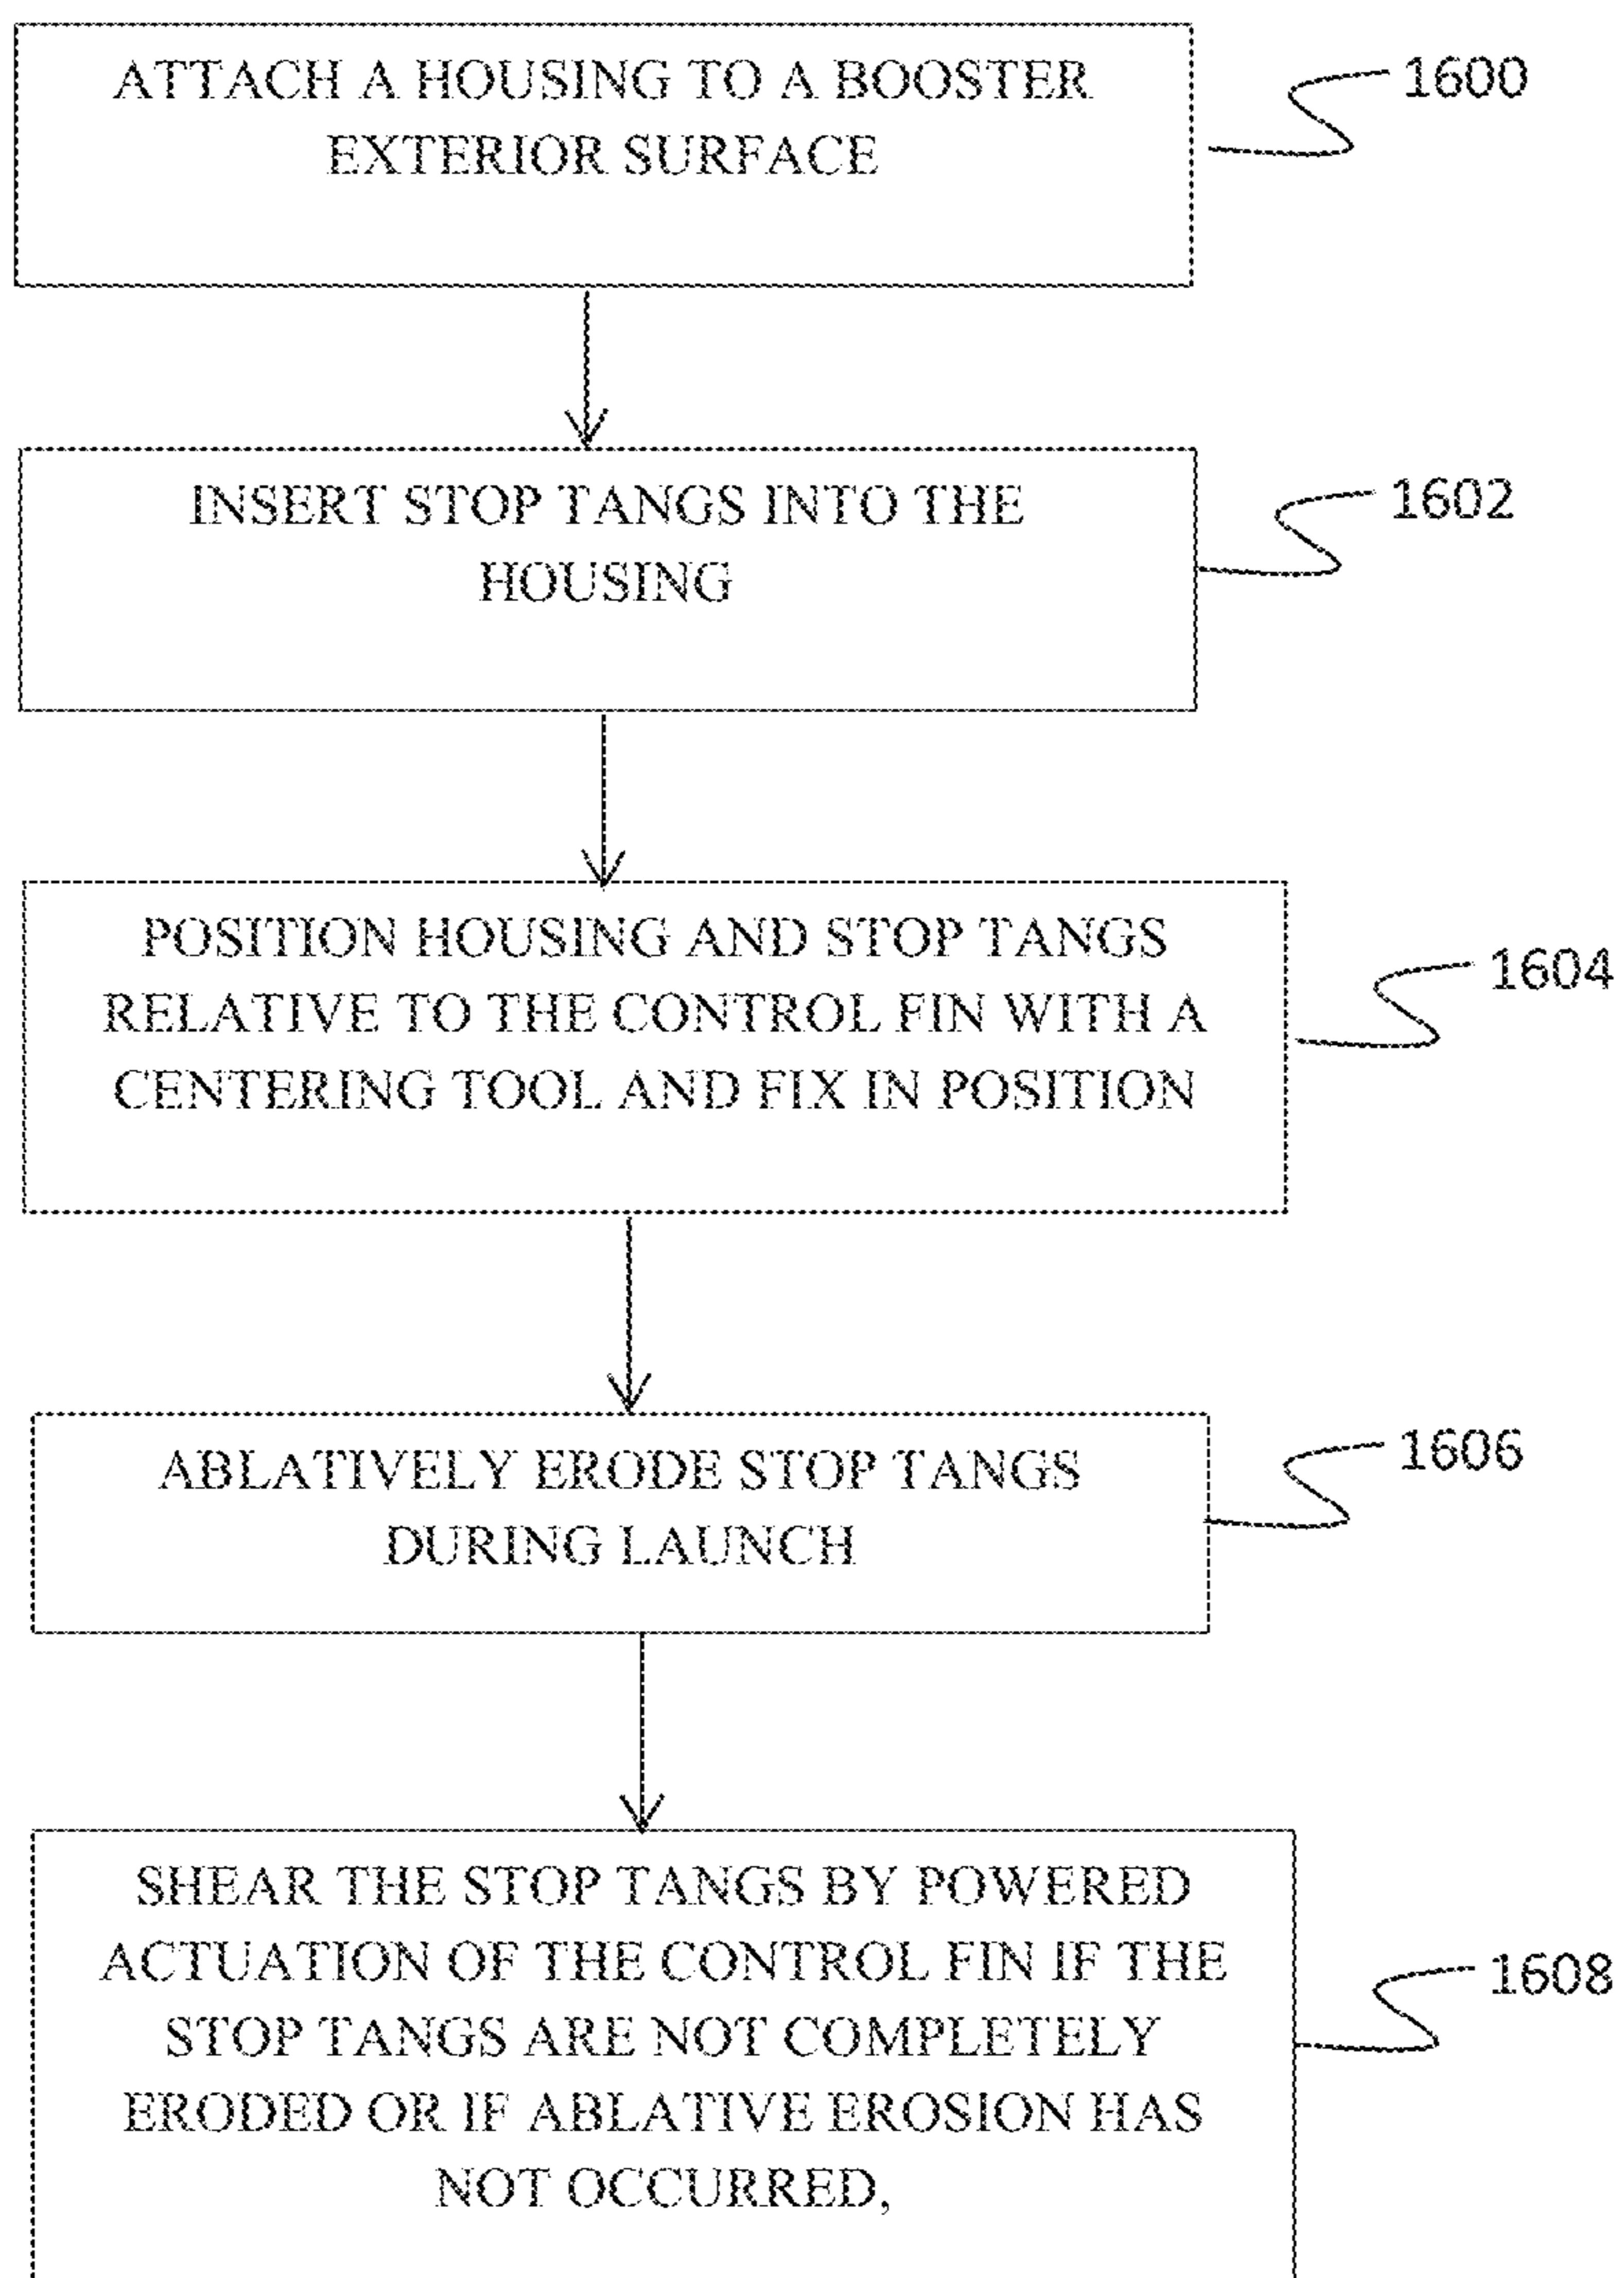 ATTACH A HOUSING TO A BOOSTER
EXTERIOR SURFACE
1600
INSERT STOP TANGS INTO THE
HOUSING
1602
POSITION HOUSING AND STOP TANGS
RELATIVE TO THE CONTROL FIN WITH A
CENTERING TOOL AND FIX IN POSITION
1604
ABLATIVELY ERODE STOP TANGS
DURING LAUNCH
1606
SHEAR THE STOP TANGS BY POWERED
ACTUATION OF THE CONTROL FIN IF THE
STOP TANGS ARE NOT COMPLETELY
ERODED OR IF ABLATIVE EROSION HAS
NOT OCCURRED,
1608